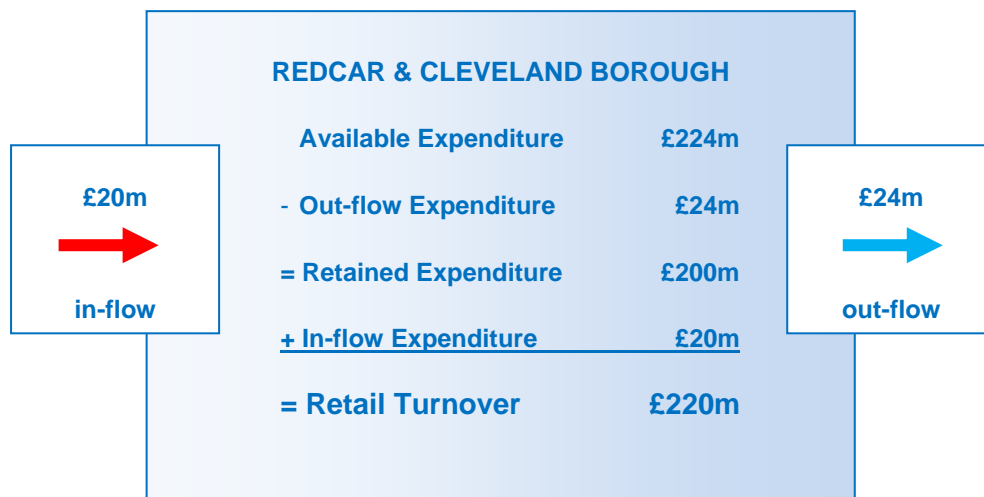 REDCAR & CLEVELAND BOROUGH
Available Expenditure £224m
£20m
in-flow
- Out-flow Expenditure £24m
= Retained Expenditure £200m
+ In-flow Expenditure £20m
= Retail Turnover £220m
£24m
out-flow